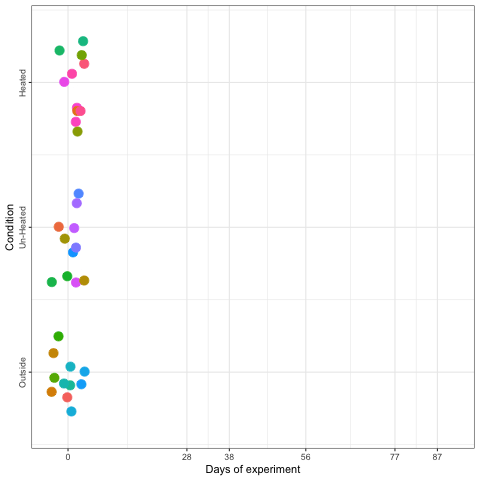 Heated
Un-Heated
Outside
Condition
0 28 38 56 77 87
Days of experiment